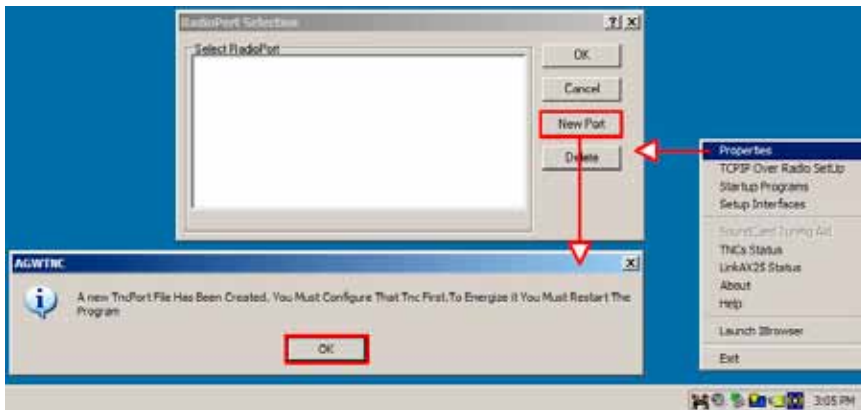 RadioPort Selection
Select RadioPort
OK
Cancel
New Port
Delete
AGWTNC
A new TncPort File Has Been Created, You Must Configure That Tnc First.To Energize it You Must Restart The
Program
OK
Properties
TCPIP Over Radio SetUp
Startup Programs
Setup Interfaces
SoundCard Tuning Aid
TNCs Status
LinkAX25 Status
About
Help
Launch IBrowser
Exit
3:05 PM